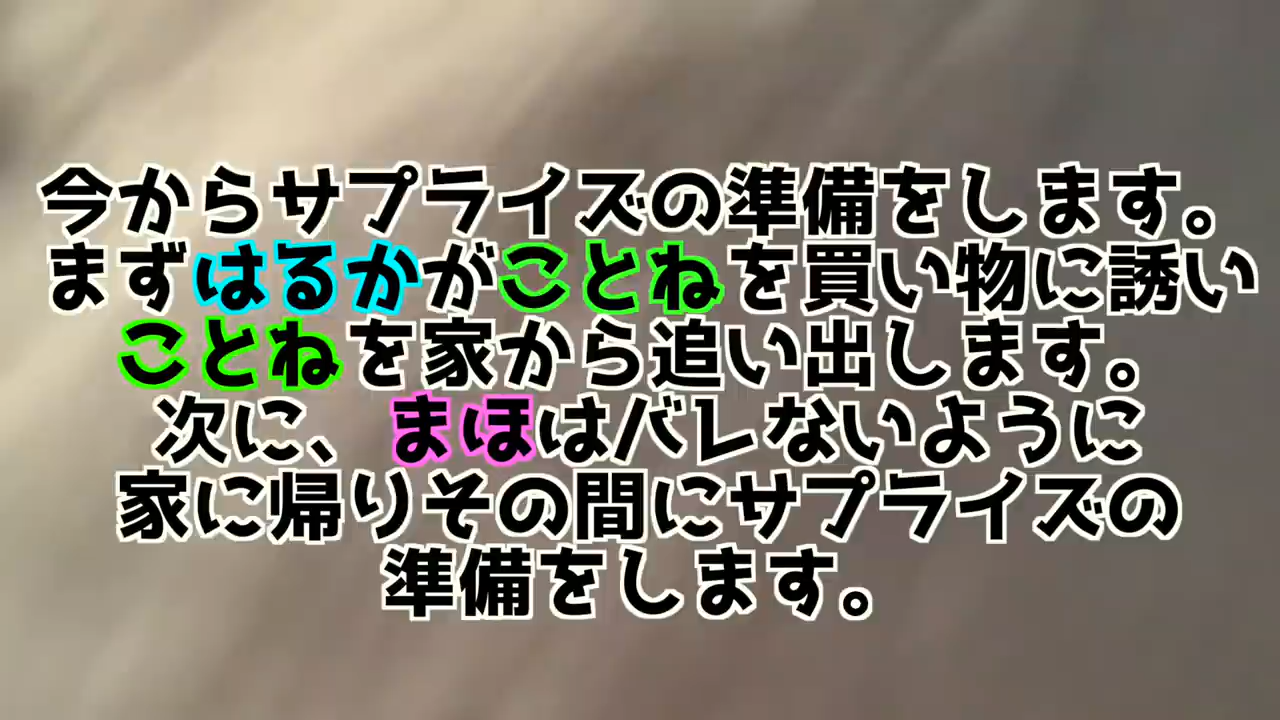 今からサプライズの準備をします。
まずはるかがことねを買い物に誘い
ことねを家から追い出します。
次に、まほはバレないように
家に帰りその間にサプライズの
準備をします。